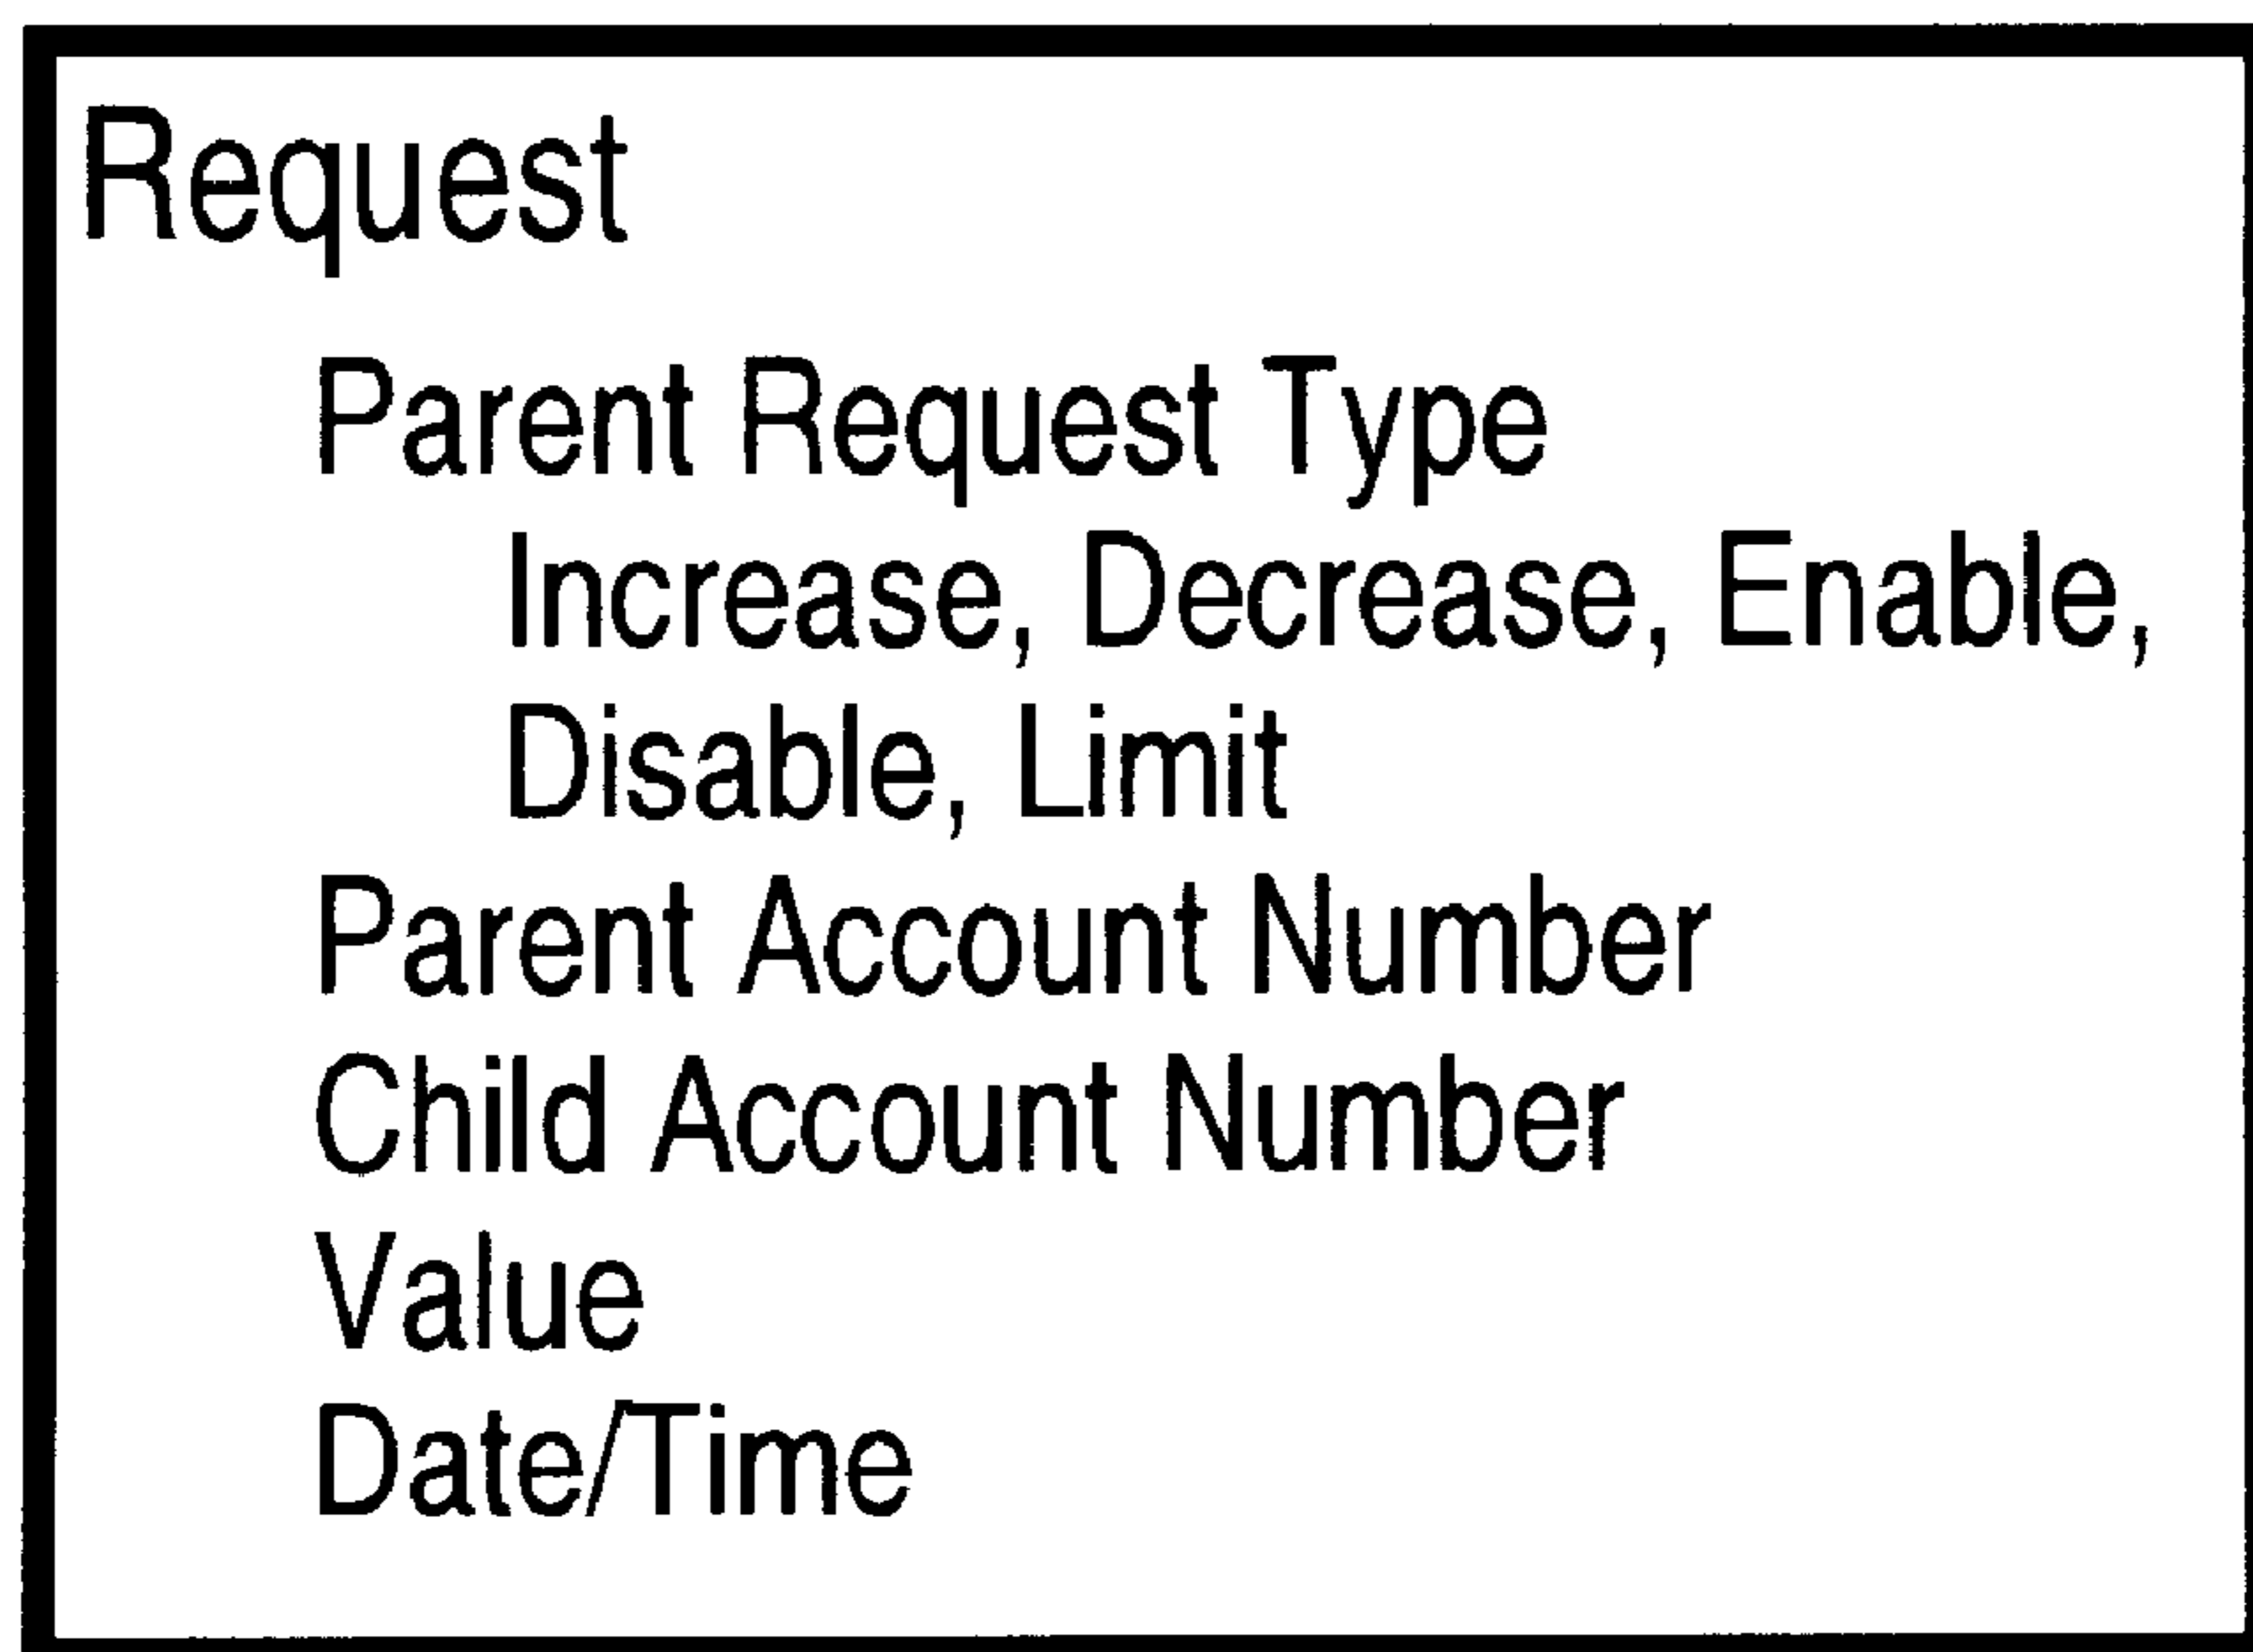 Request
Parent Request Type
Increase, Decrease, Enable,
Disable, Limit
Parent Account Number
Child Account Number
Value
Date/Time